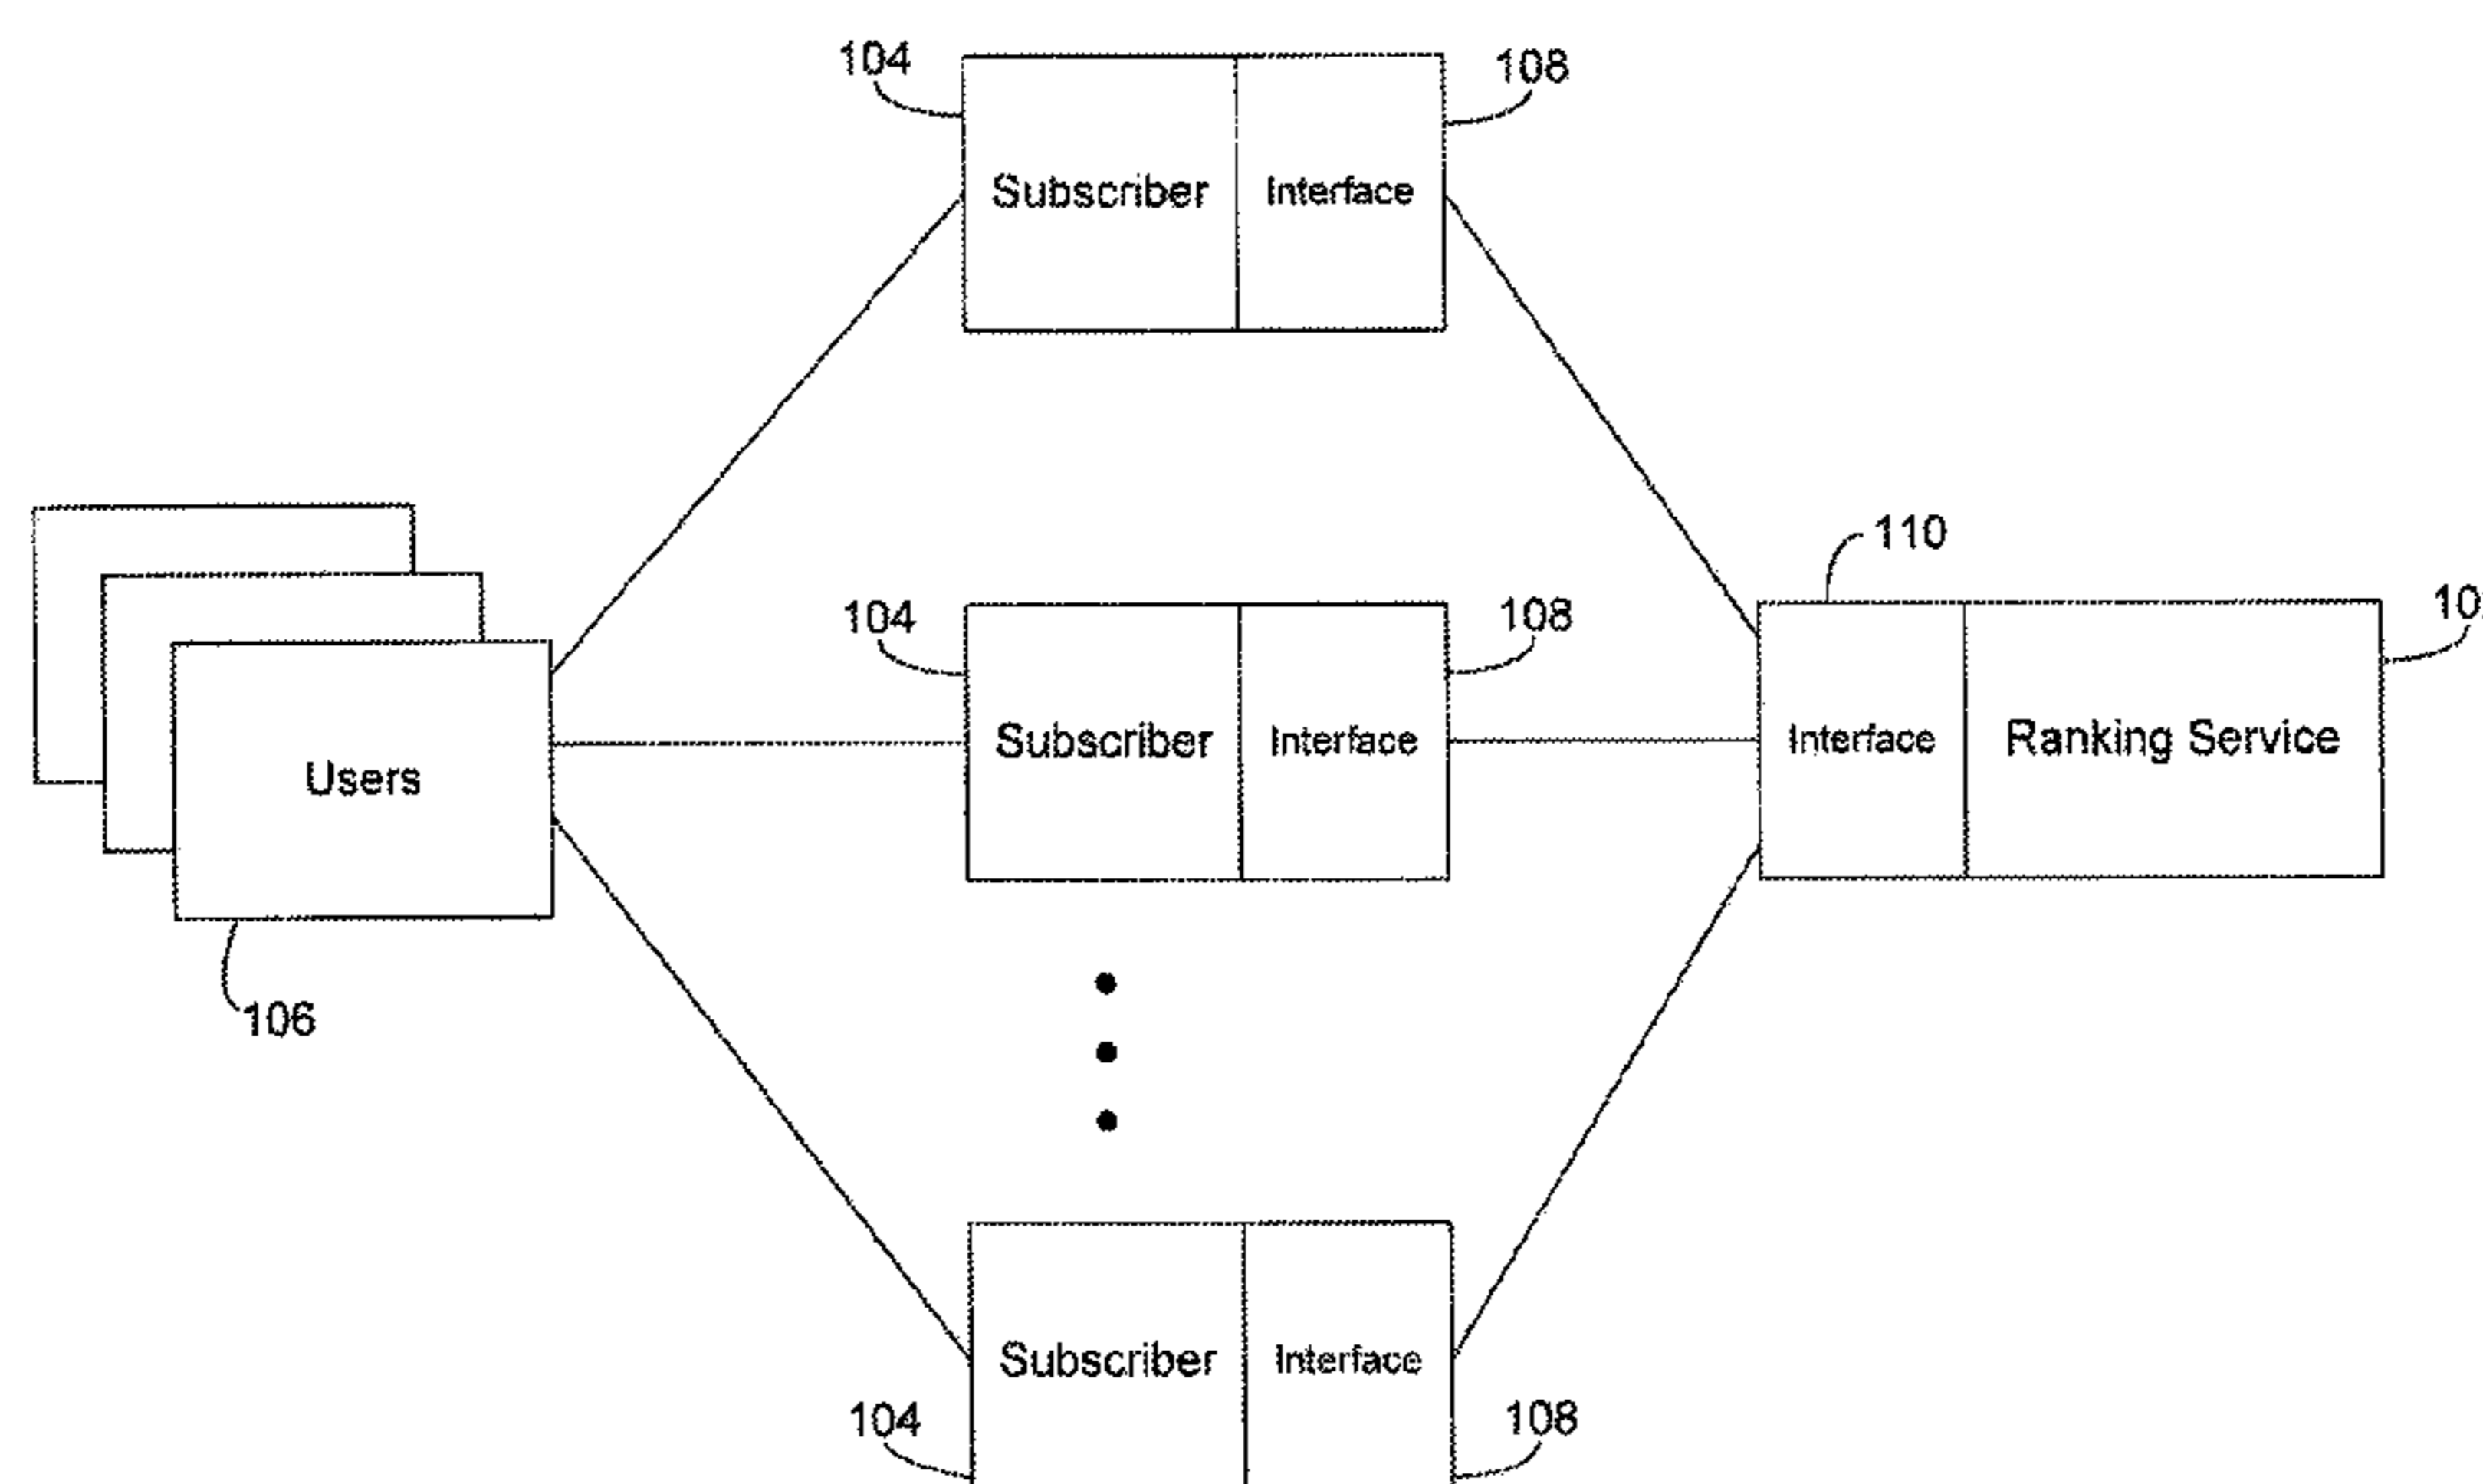 104
108
Subscriber
Interface
110
104
108
Subscriber
Interface
Interface
Ranking Service
Users
106
Subscriber
Interface
104
108